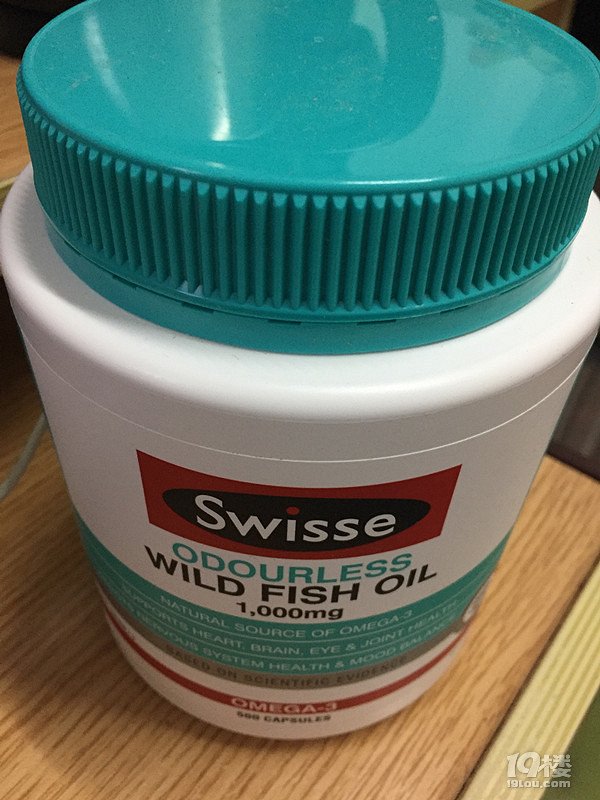 Swisse
ODOURLESS
WILD FISH OIL
1,000mg
NATURAL SOURCE OF OMEGA-3
SUPPORTS HEART, BRAIN, EYE & JOINT HEALTH
NERVOUS SYSTEM HEALTH & MOOD BALANCE
BASED ON SCIENTIFIC EVIDENCE
OMEGA-3
500 CAPSULES
19楼
19lou.com